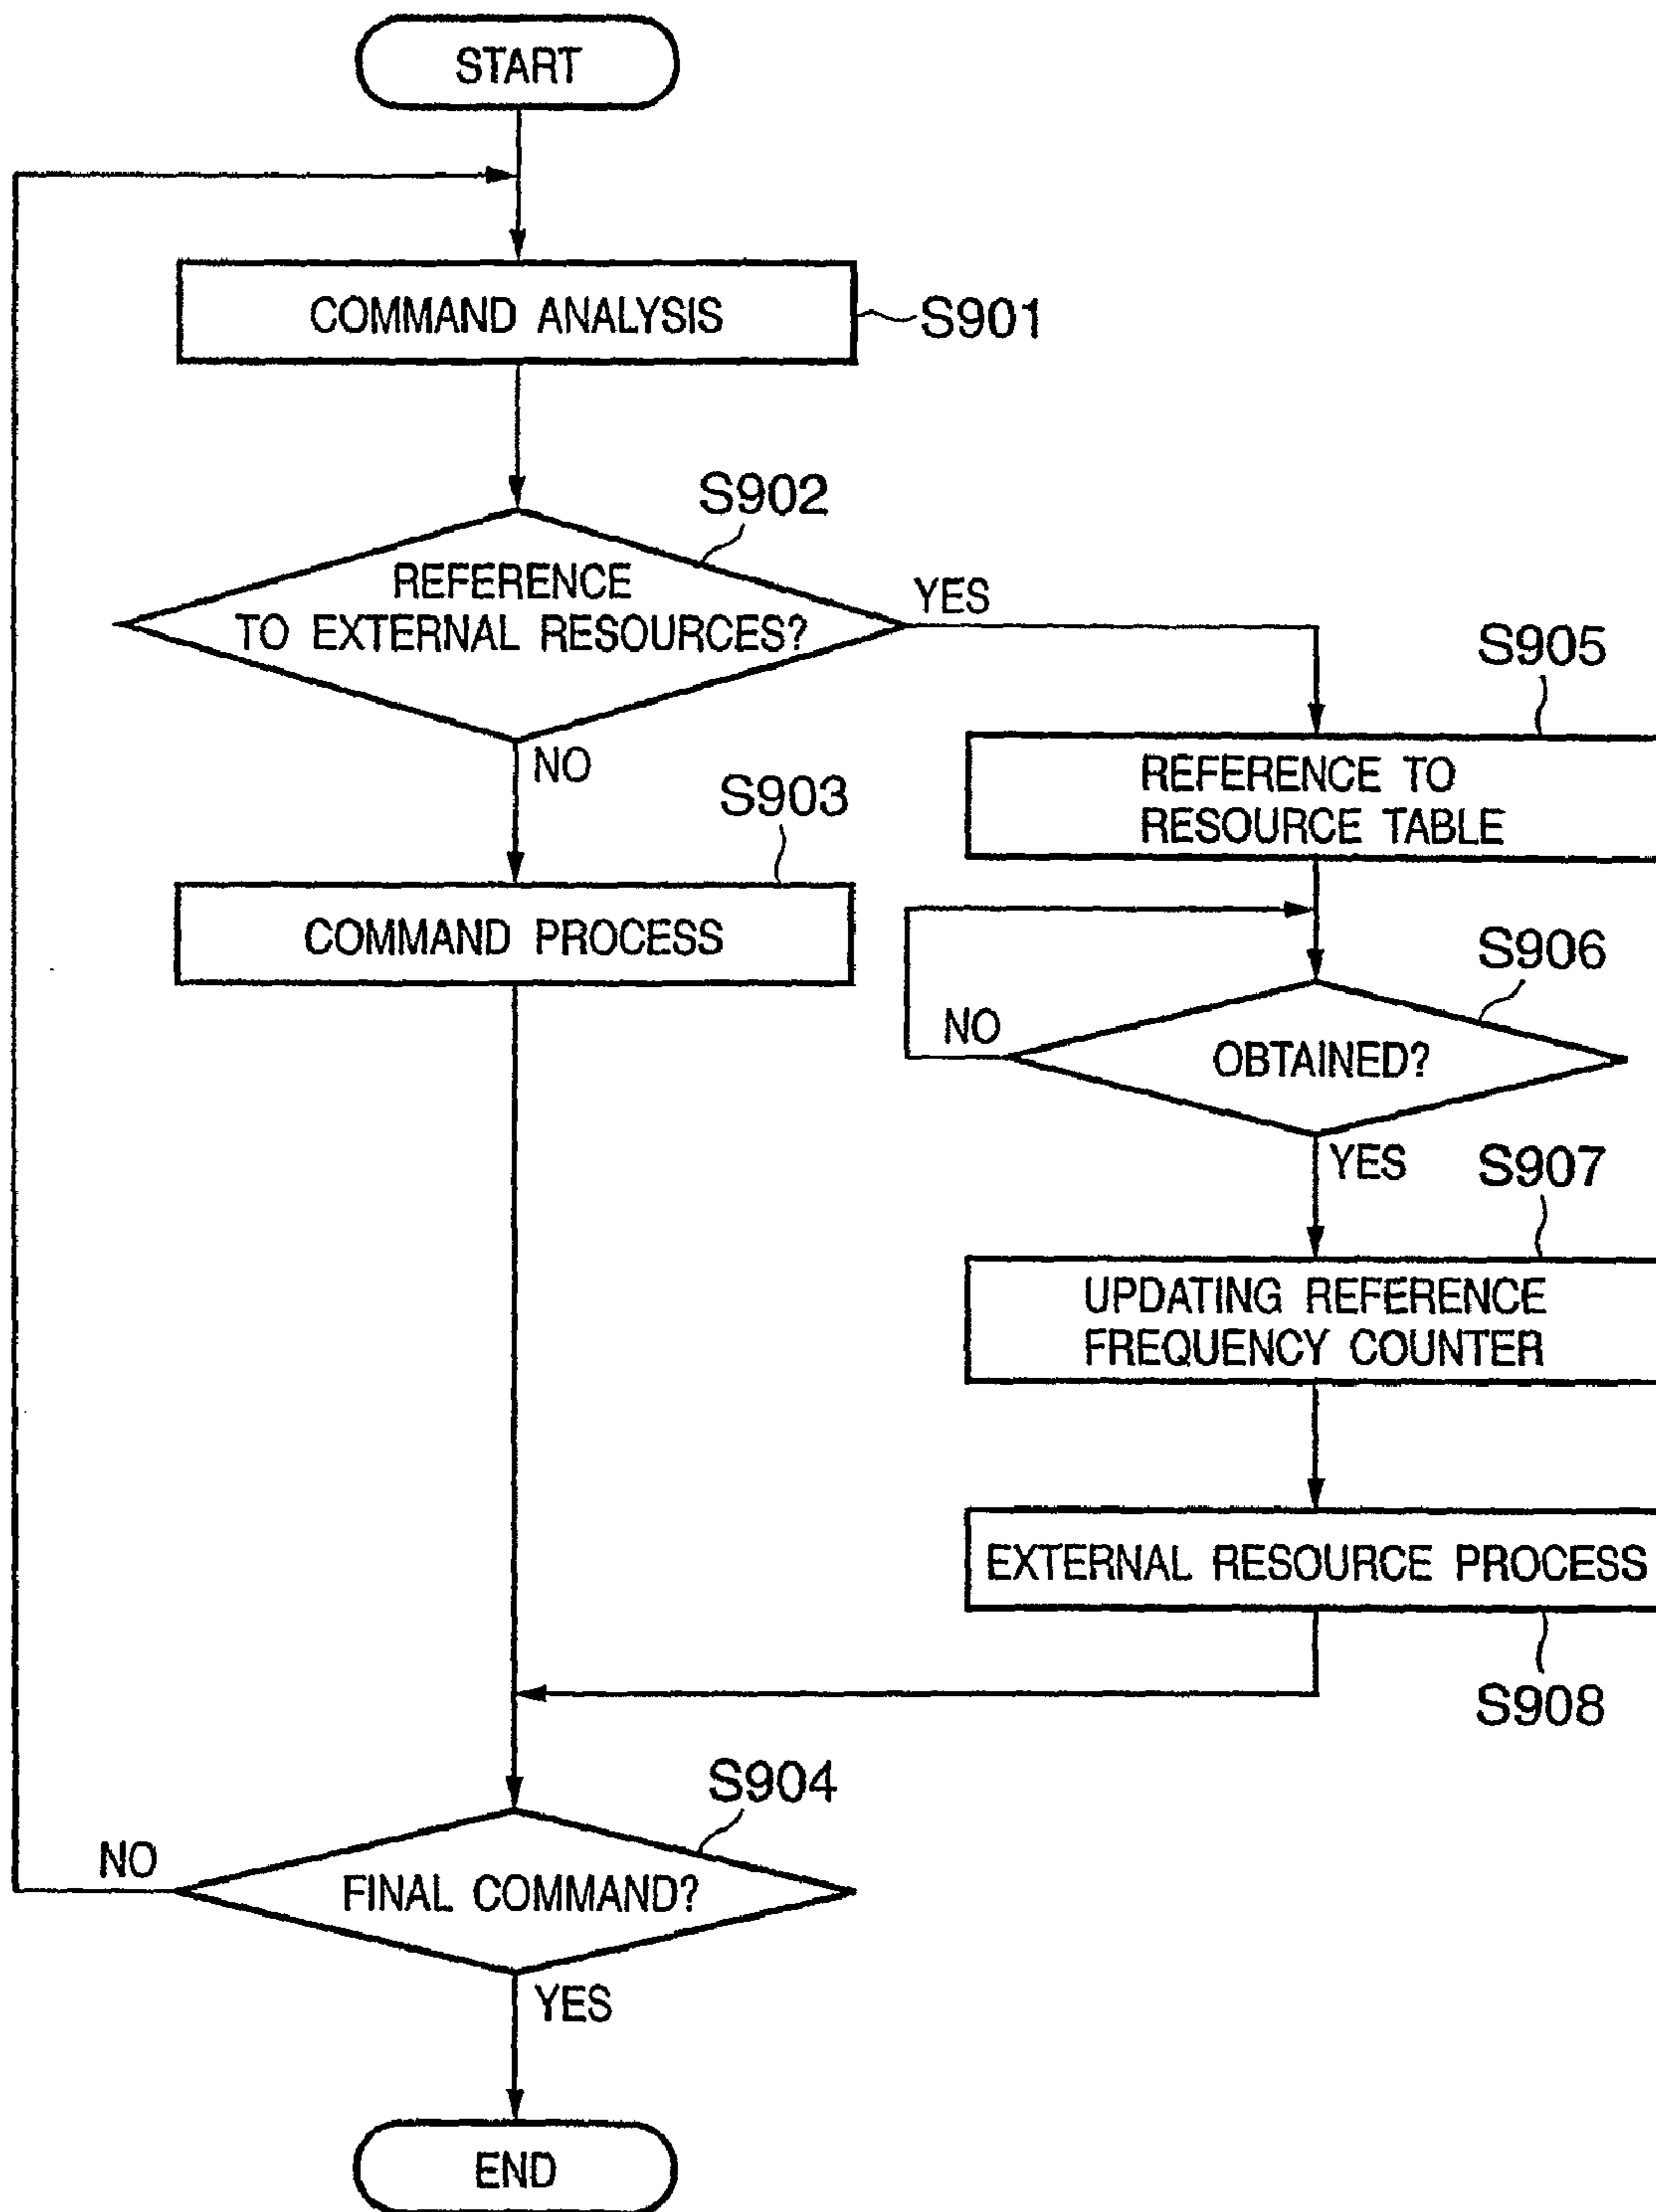 START
COMMAND ANALYSIS
S901
S902
REFERENCE
TO EXTERNAL RESOURCES?
YES
NO
S903
COMMAND PROCESS
S905
REFERENCE TO
RESOURCE TABLE
S906
NO
OBTAINED?
YES
S907
UPDATING REFERENCE
FREQUENCY COUNTER
EXTERNAL RESOURCE PROCESS
S908
S904
NO
FINAL COMMAND?
YES
END